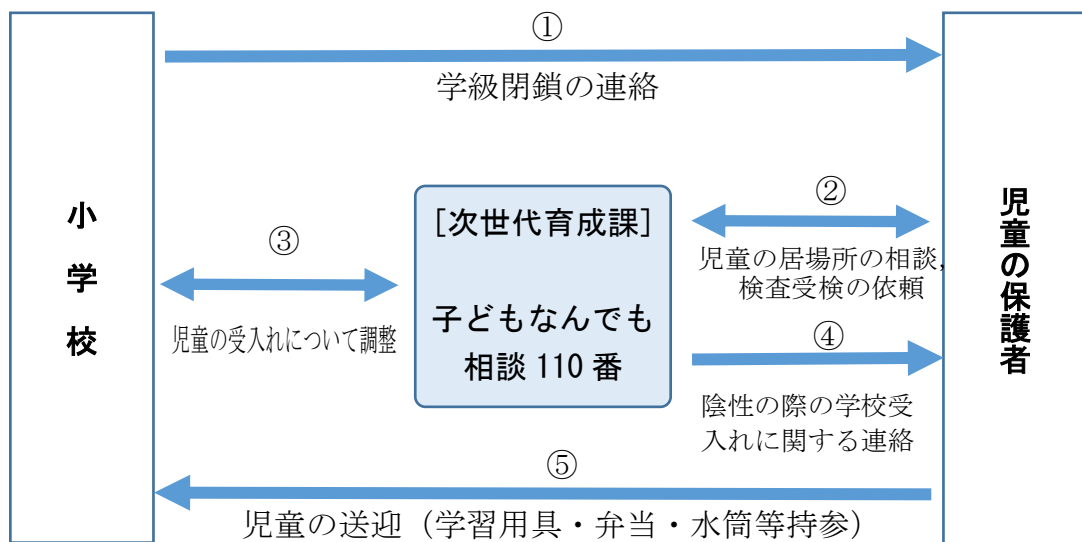 ①
学級閉鎖の連絡
小学校
[次世代育成課]
子どもなんでも
相談 110 番
②
児童の居場所の相談,
検査受検の依頼
③
児童の受入れについて調整
④
陰性の際の学校受
入れに関する連絡
児童の保護者
⑤
児童の送迎（学習用具・弁当・水筒等持参）